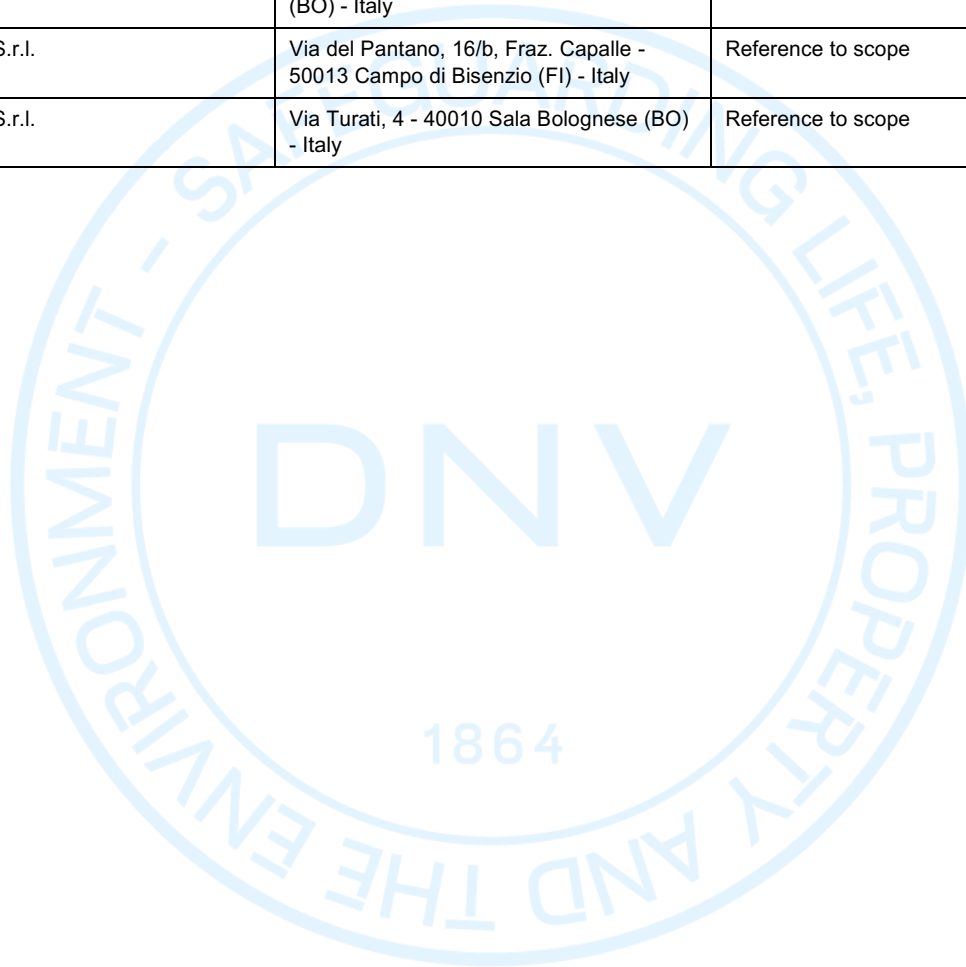 (BO) - Italy
S.r.l. Via del Pantano, 16/b, Fraz. Capalle - Reference to scope
50013 Campo di Bisenzio (FI) - Italy
S.r.l. Via Turati, 4 - 40010 Sala Bolognese (BO) Reference to scope
- Italy
SAFEGUARDING LIFE, PROPERTY AND THE ENVIRONMENT -
DNV
1864